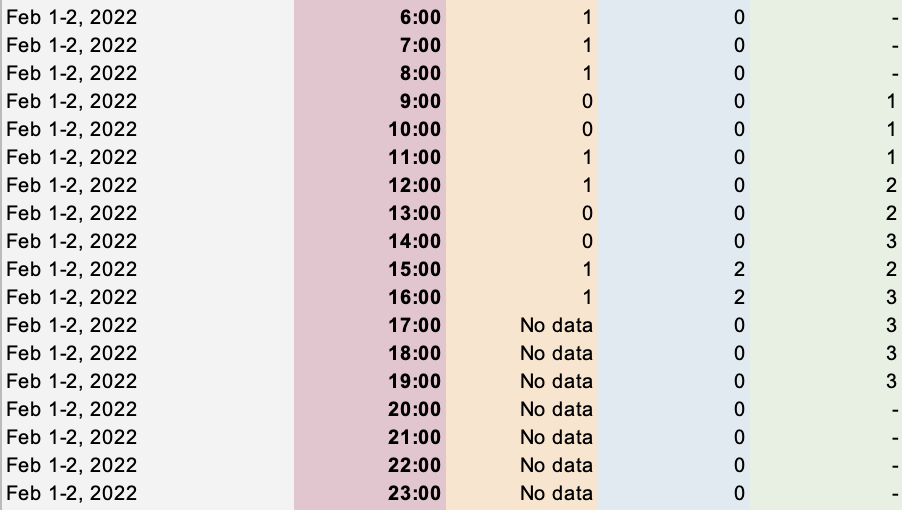 Feb 1-2, 2022 6:00 1 0 -
Feb 1-2, 2022 7:00 1 0 -
Feb 1-2, 2022 8:00 1 0 -
Feb 1-2, 2022 9:00 0 0 1
Feb 1-2, 2022 10:00 0 0 1
Feb 1-2, 2022 11:00 1 0 1
Feb 1-2, 2022 12:00 1 0 2
Feb 1-2, 2022 13:00 0 0 2
Feb 1-2, 2022 14:00 0 0 3
Feb 1-2, 2022 15:00 1 2 2
Feb 1-2, 2022 16:00 1 2 3
Feb 1-2, 2022 17:00 No data 0 3
Feb 1-2, 2022 18:00 No data 0 3
Feb 1-2, 2022 19:00 No data 0 3
Feb 1-2, 2022 20:00 No data 0 -
Feb 1-2, 2022 21:00 No data 0 -
Feb 1-2, 2022 22:00 No data 0 -
Feb 1-2, 2022 23:00 No data 0 -